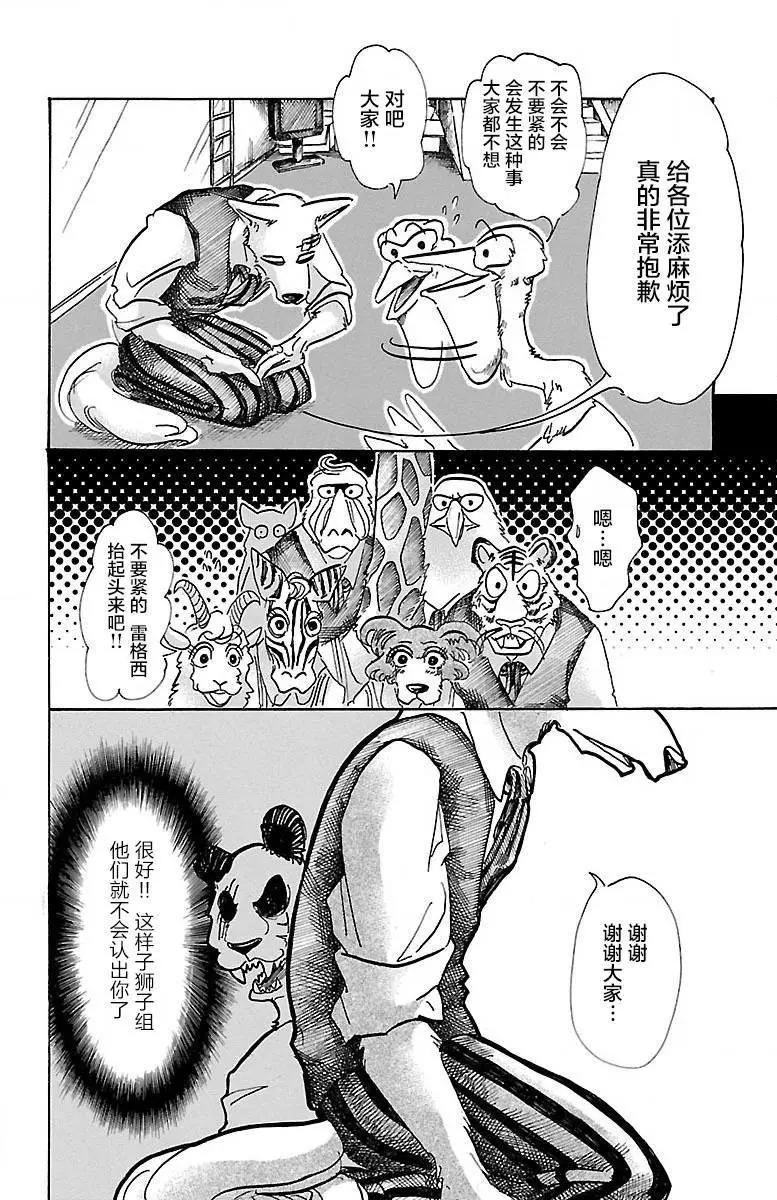 给各位添麻烦了
真的非常抱歉
不会不会
不要紧的
会发生这种事
大家都不想
对吧
大家!!
嗯…嗯
不要紧的 雷格西
抬起头来吧!!
谢谢
谢谢大家…
很好!! 这样子狮子组
他们就不会认出你了